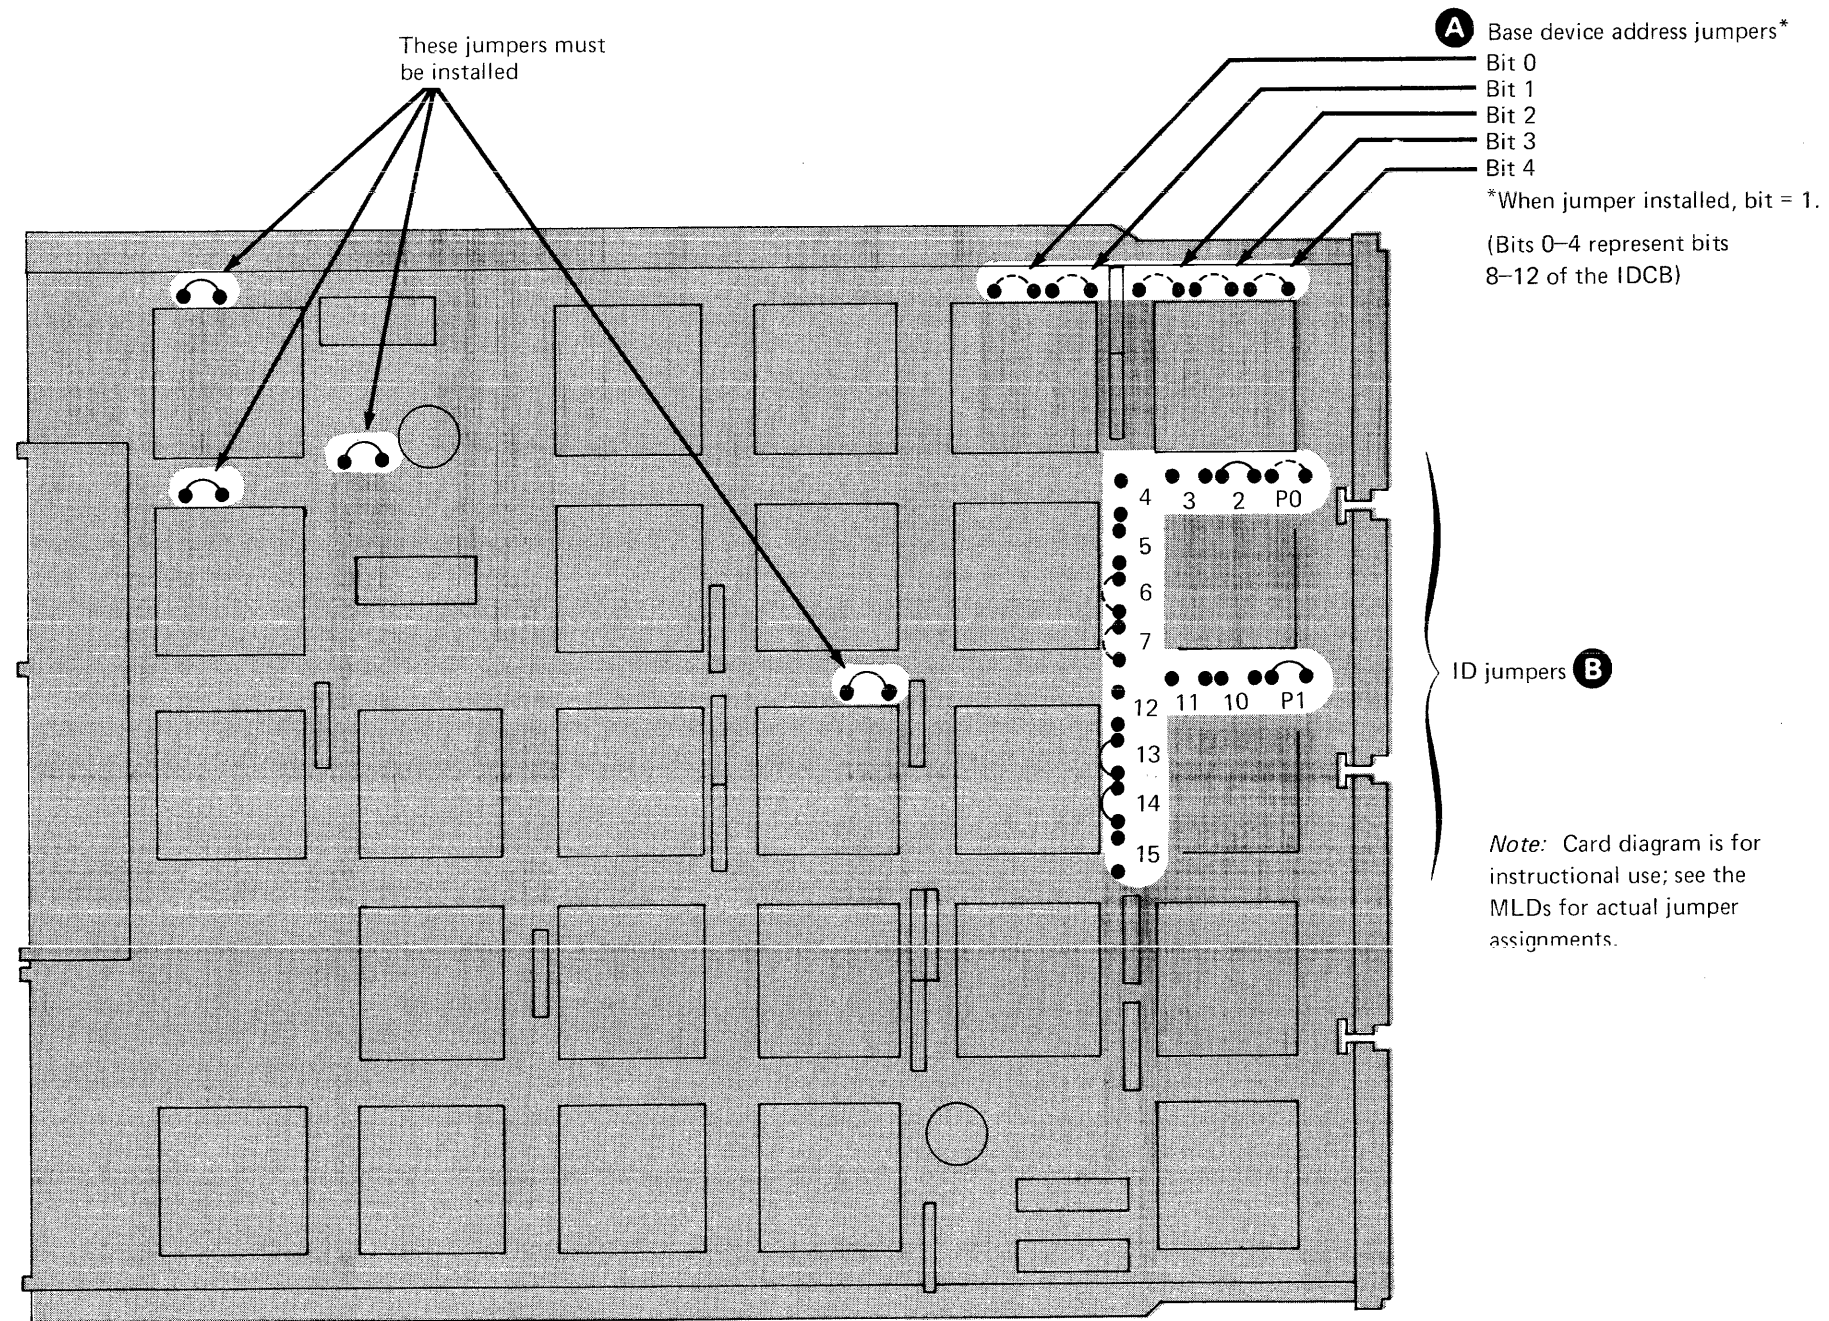 These jumpers must
be installed
A Base device address jumpers*
Bit 0
Bit 1
Bit 2
Bit 3
Bit 4
*When jumper installed, bit = 1.
(Bits 0–4 represent bits
8–12 of the IDCB)
4 3 2 P0
5
6
7
12 11 10 P1
13
14
15
ID jumpers B
Note: Card diagram is for
instructional use; see the
MLDs for actual jumper
assignments.